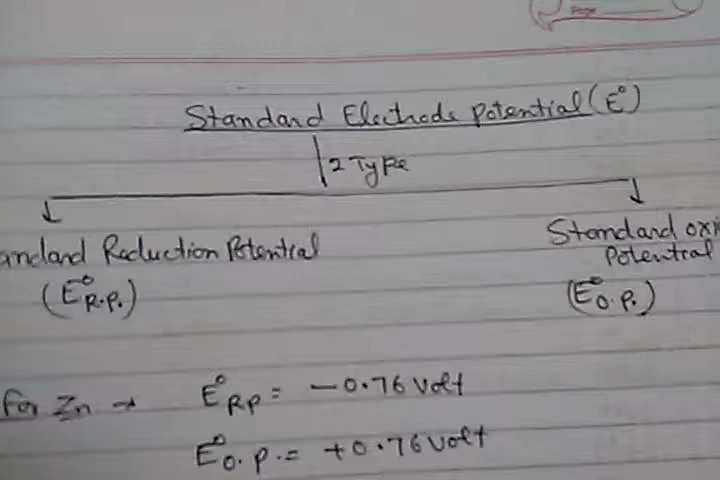 Page
Standard Electrode Potential (E°)
2 Type
andard Reduction Potential
(E°R.P.)
Standard oxi
Potential
(E°O.P.)
For Zn → E°RP = −0.76 Volt
E°O.P. = +0.76 volt